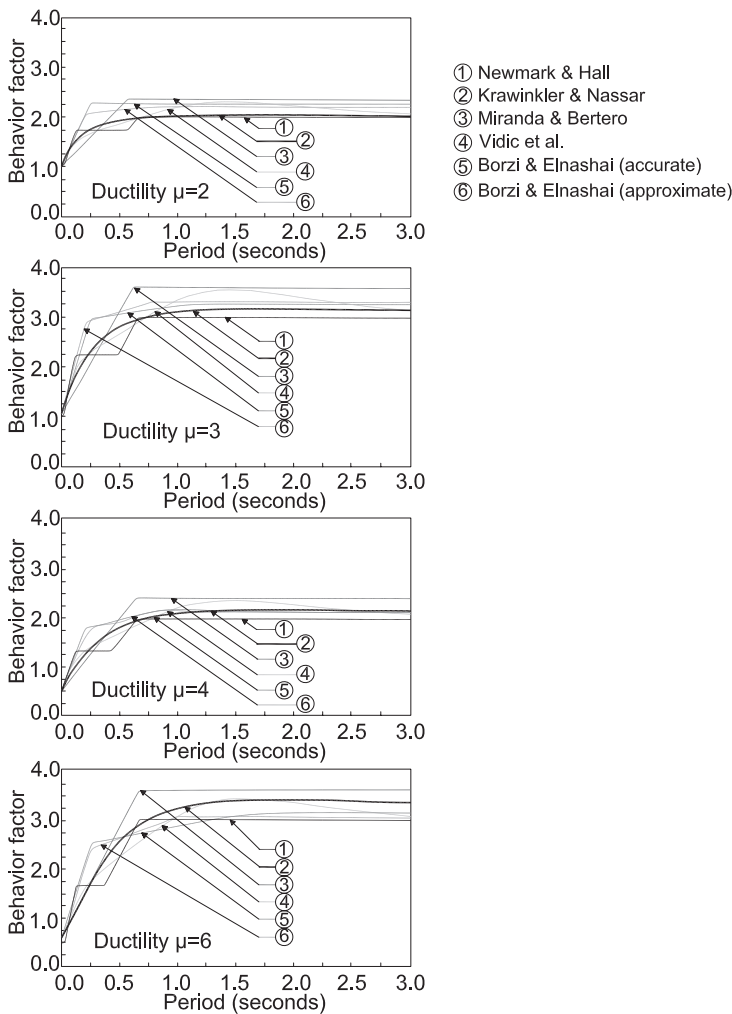 4.0
3.0
2.0
1.0
0.0
Behavior factor
Ductility μ=2
①
②
③
④
⑤
⑥
0.0 0.5 1.0 1.5 2.0 2.5 3.0
Period (seconds)
① Newmark & Hall
② Krawinkler & Nassar
③ Miranda & Bertero
④ Vidic et al.
⑤ Borzi & Elnashai (accurate)
⑥ Borzi & Elnashai (approximate)
4.0
3.0
2.0
1.0
0.0
Behavior factor
Ductility μ=3
①
②
③
④
⑤
⑥
0.0 0.5 1.0 1.5 2.0 2.5 3.0
Period (seconds)
4.0
3.0
2.0
1.0
0.0
Behavior factor
Ductility μ=4
①
②
③
④
⑤
⑥
0.0 0.5 1.0 1.5 2.0 2.5 3.0
Period (seconds)
4.0
3.0
2.0
1.0
0.0
Behavior factor
Ductility μ=6
①
②
③
④
⑤
⑥
0.0 0.5 1.0 1.5 2.0 2.5 3.0
Period (seconds)